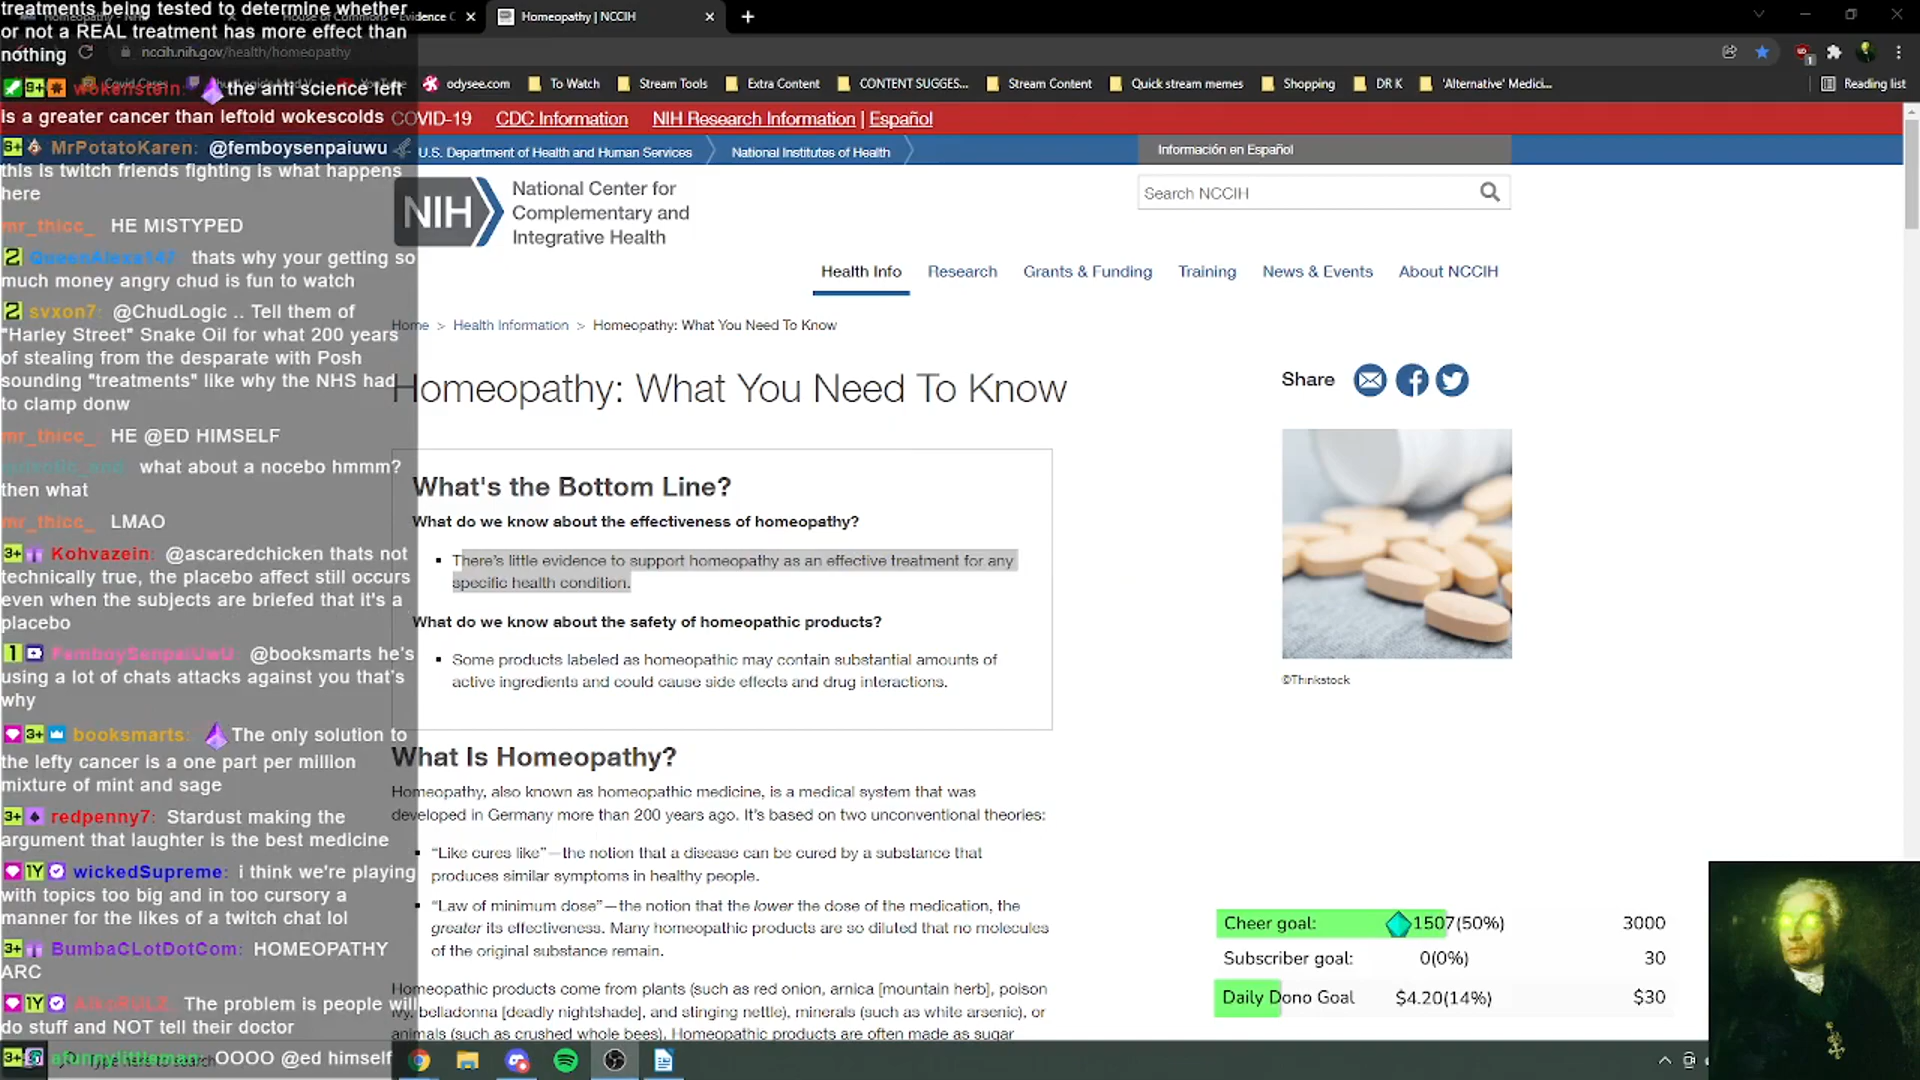 treatments being tested to determine whether
or not a REAL treatment has more effect than
nothing
wokenstein: the anti science left
is a greater cancer than leftoid wokescolds
MrPotatoKaren: @femboysenpaiuwu
this is twitch friends fighting is what happens
here
mr_thicc_ HE MISTYPED
QueenAlexa147 thats why your getting so
much money angry chud is fun to watch
svxon7: @ChudLogic .. Tell them of
"Harley Street" Snake Oil for what 200 years
of stealing from the desparate with Posh
sounding "treatments" like why the NHS had
to clamp donw
mr_thicc_ HE @ED HIMSELF
what about a nocebo hmmm?
then what
mr_thicc_ LMAO
3+ Kohvazein: @ascaredchicken thats not
technically true, the placebo affect still occurs
even when the subjects are briefed that it's a
placebo
1 FemboySenpaiUwU: @booksmarts he's
using a lot of chats attacks against you that's
why
3+ booksmarts: The only solution to
the lefty cancer is a one part per million
mixture of mint and sage
3+ redpenny7: Stardust making the
argument that laughter is the best medicine
1Y wickedSupreme: i think we're playing
with topics too big and in too cursory a
manner for the likes of a twitch chat lol
3+ BumbaCLotDotCom: HOMEOPATHY
ARC
1Y AikoRULZ: The problem is people will
do stuff and NOT tell their doctor
3+ afunnylittleman: OOOO @ed himself
Homeopathy | NCCIH
nccih.nih.gov/health/homeopathy
odysee.com To Watch Stream Tools Extra Content CONTENT SUGGES... Stream Content Quick stream memes Shopping DR K 'Alternative' Medici... Reading list
COVID-19 CDC Information NIH Research Information | Español
U.S. Department of Health and Human Services National Institutes of Health Información en Español
NIH National Center for
Complementary and
Integrative Health
Search NCCIH
Health Info Research Grants & Funding Training News & Events About NCCIH
Home > Health Information > Homeopathy: What You Need To Know
Homeopathy: What You Need To Know
Share
What's the Bottom Line?
What do we know about the effectiveness of homeopathy?
There's little evidence to support homeopathy as an effective treatment for any
specific health condition.
What do we know about the safety of homeopathic products?
Some products labeled as homeopathic may contain substantial amounts of
active ingredients and could cause side effects and drug interactions.
©Thinkstock
What Is Homeopathy?
Homeopathy, also known as homeopathic medicine, is a medical system that was
developed in Germany more than 200 years ago. It's based on two unconventional theories:
"Like cures like"—the notion that a disease can be cured by a substance that
produces similar symptoms in healthy people.
"Law of minimum dose"—the notion that the lower the dose of the medication, the
greater its effectiveness. Many homeopathic products are so diluted that no molecules
of the original substance remain.
Homeopathic products come from plants (such as red onion, arnica [mountain herb], poison
ivy, belladonna [deadly nightshade], and stinging nettle), minerals (such as white arsenic), or
animals (such as crushed whole bees). Homeopathic products are often made as sugar
Cheer goal: 1507(50%) 3000
Subscriber goal: 0(0%) 30
Daily Dono Goal $4.20(14%) $30